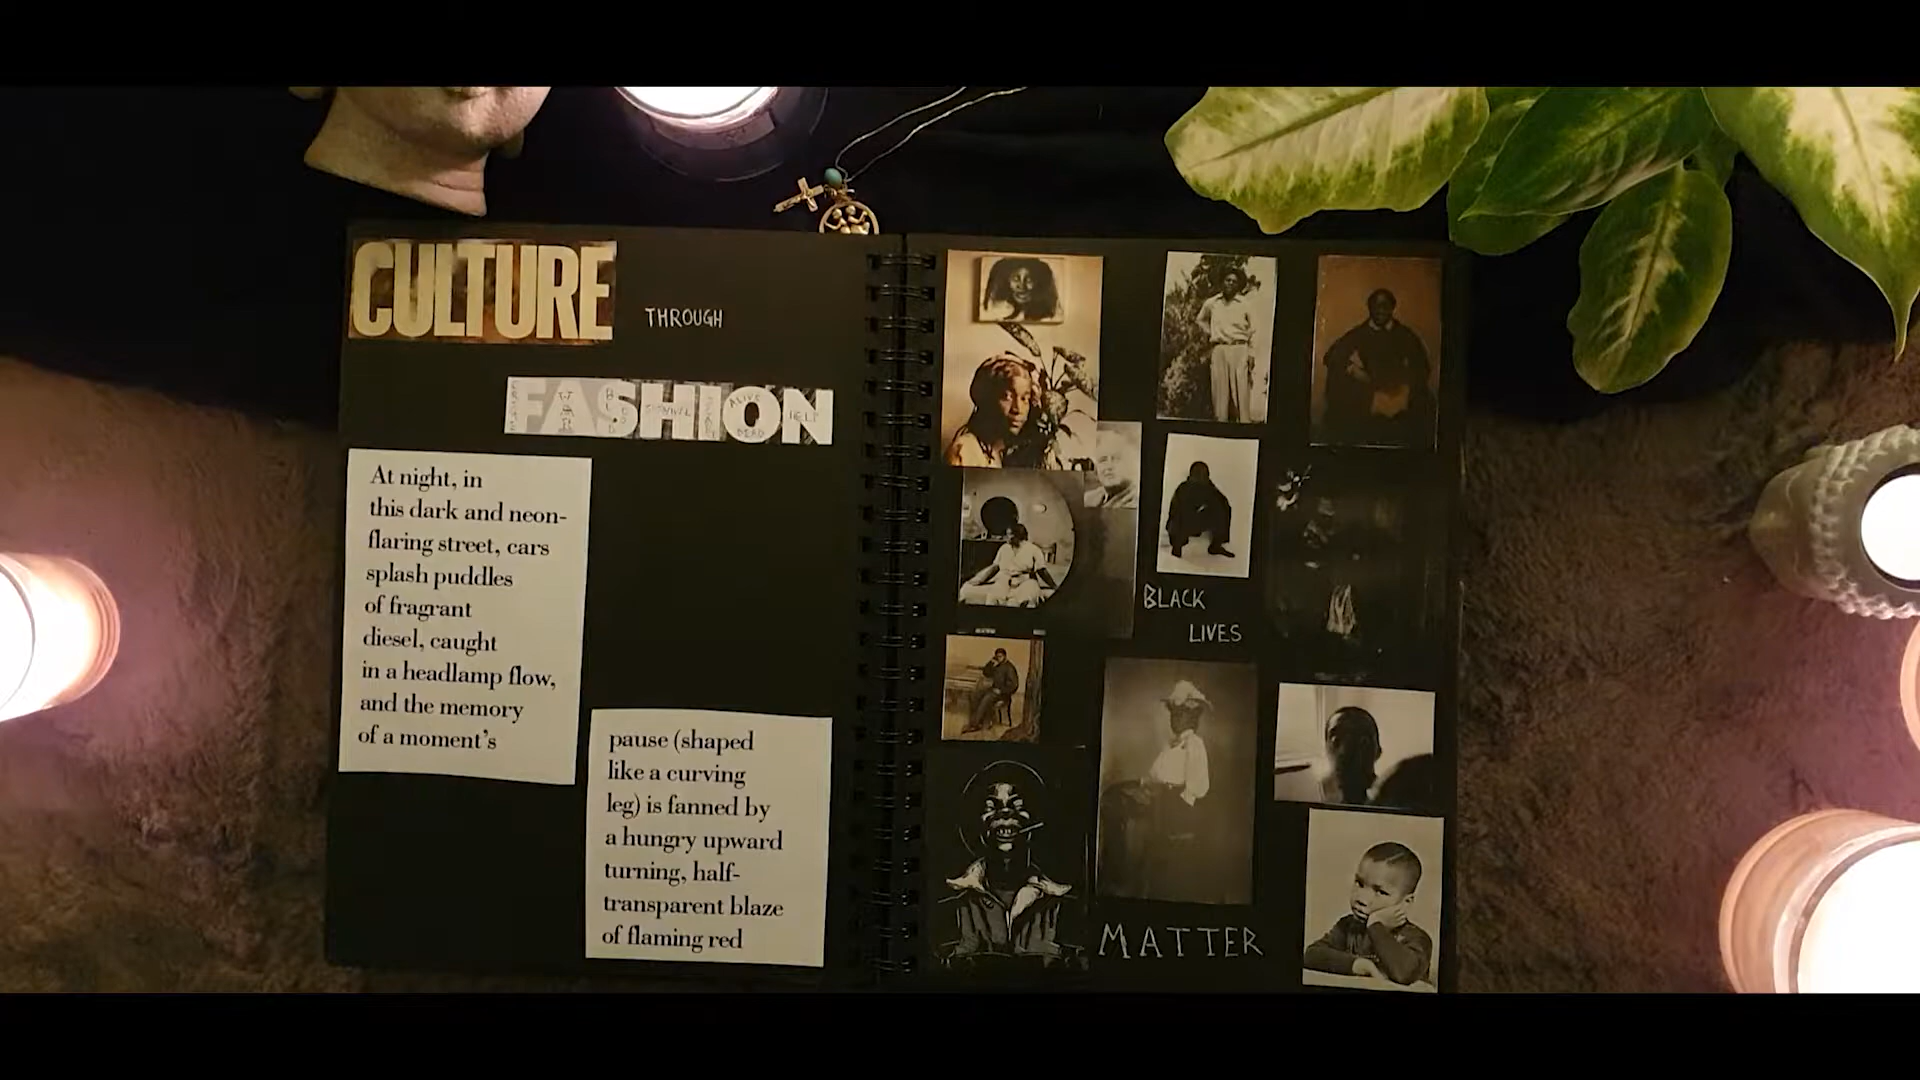 CULTURE
THROUGH
FASHION
At night, in
this dark and neon-
flaring street, cars
splash puddles
of fragrant
diesel, caught
in a headlamp flow,
and the memory
of a moment's
pause (shaped
like a curving
leg) is fanned by
a hungry upward
turning, half-
transparent blaze
of flaming red
BLACK
LIVES
MATTER